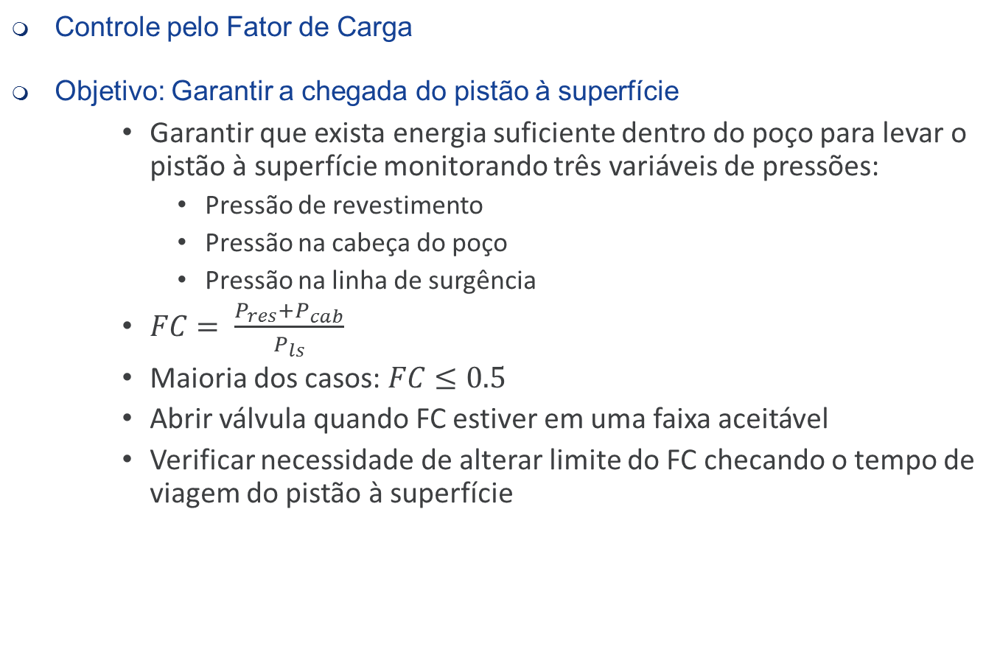 Controle pelo Fator de Carga
Objetivo: Garantir a chegada do pistão à superfície
• Garantir que exista energia suficiente dentro do poço para levar o
pistão à superfície monitorando três variáveis de pressões:
• Pressão de revestimento
• Pressão na cabeça do poço
• Pressão na linha de surgência
• $FC = \frac{P_{res}+P_{cab}}{P_{ls}}$
• Maioria dos casos: $FC \leq 0.5$
• Abrir válvula quando FC estiver em uma faixa aceitável
• Verificar necessidade de alterar limite do FC checando o tempo de
viagem do pistão à superfície